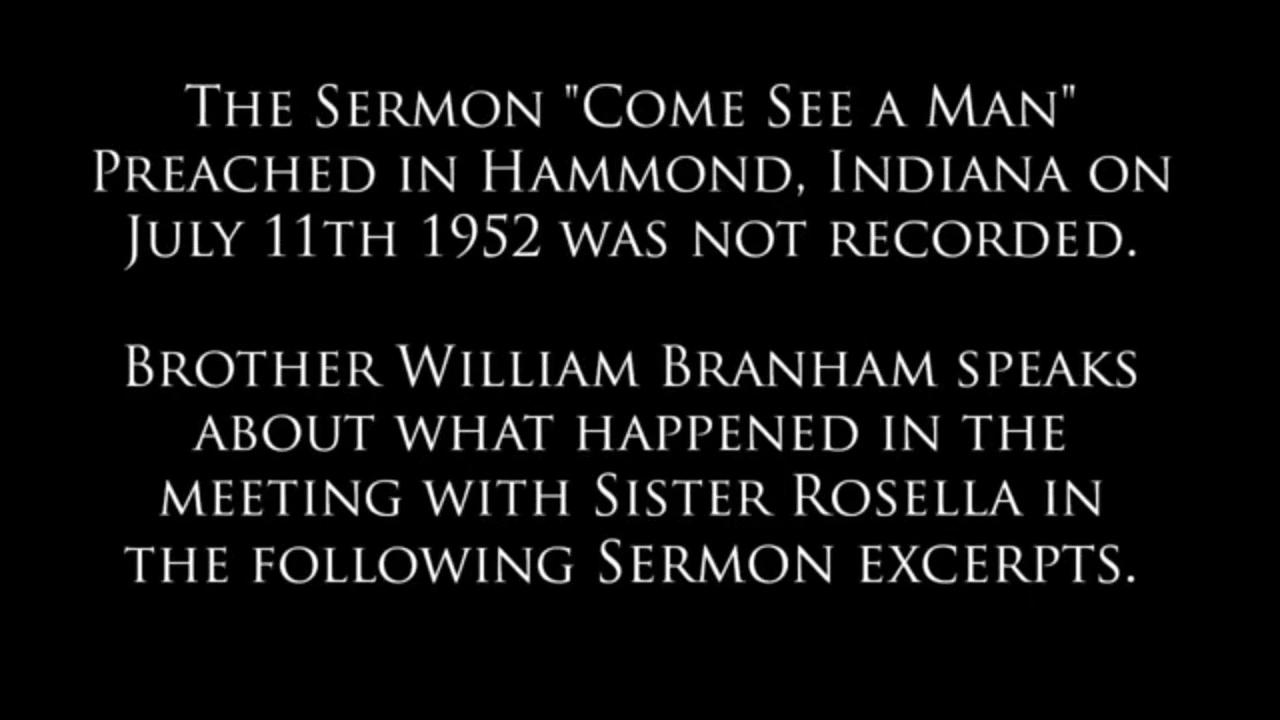 The Sermon "Come See a Man"
Preached in Hammond, Indiana on
July 11th 1952 was not recorded.
Brother William Branham speaks
about what happened in the
meeting with Sister Rosella in
the following Sermon excerpts.